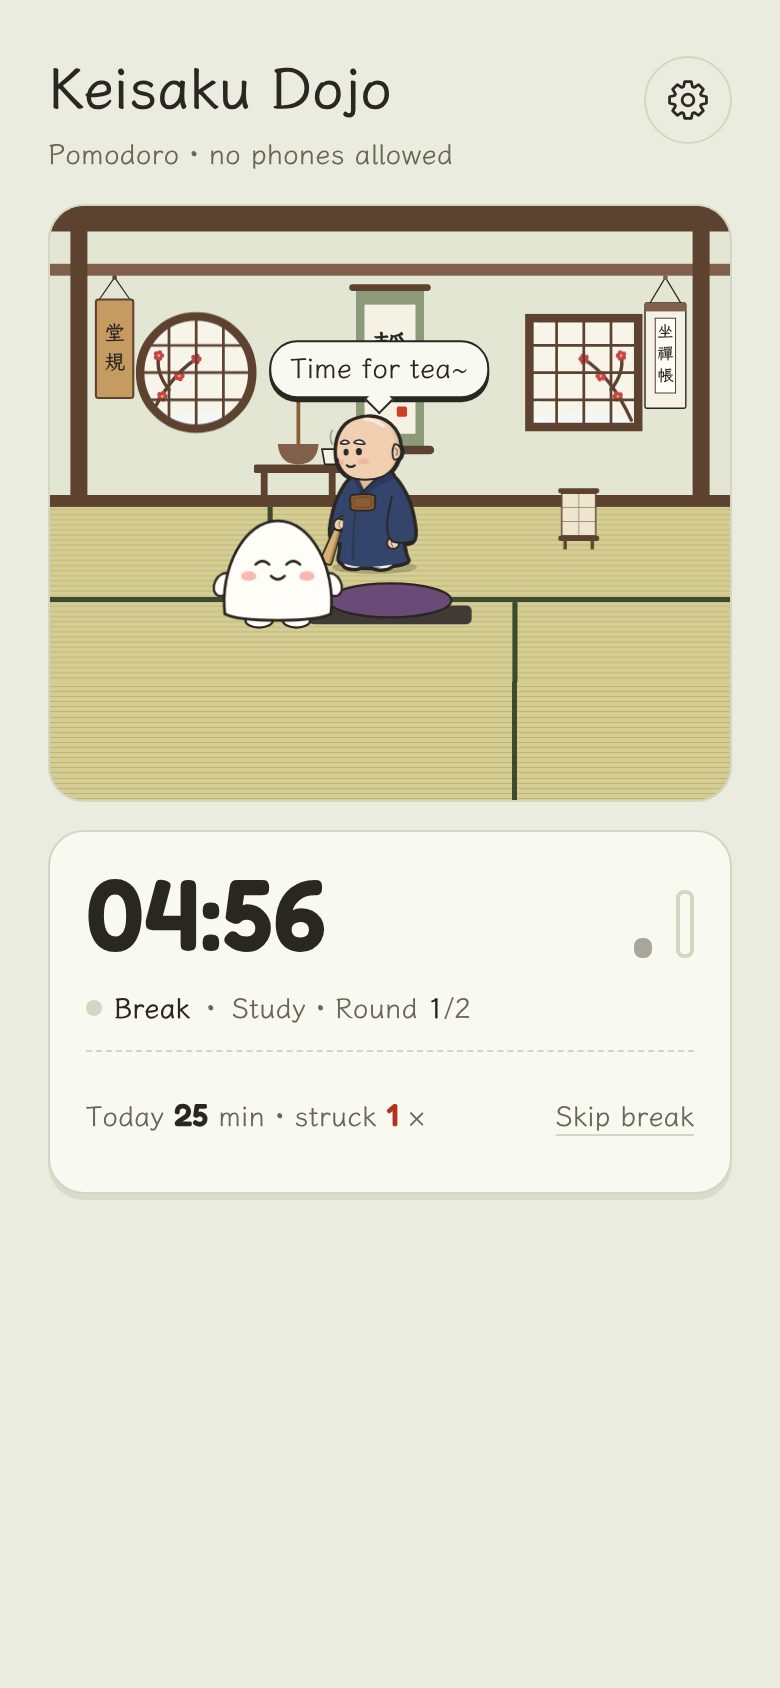 Keisaku Dojo
Pomodoro • no phones allowed
堂規
坐禪帳
Time for tea~
04:56
Break • Study • Round 1/2
Today 25 min • struck 1 ×
Skip break